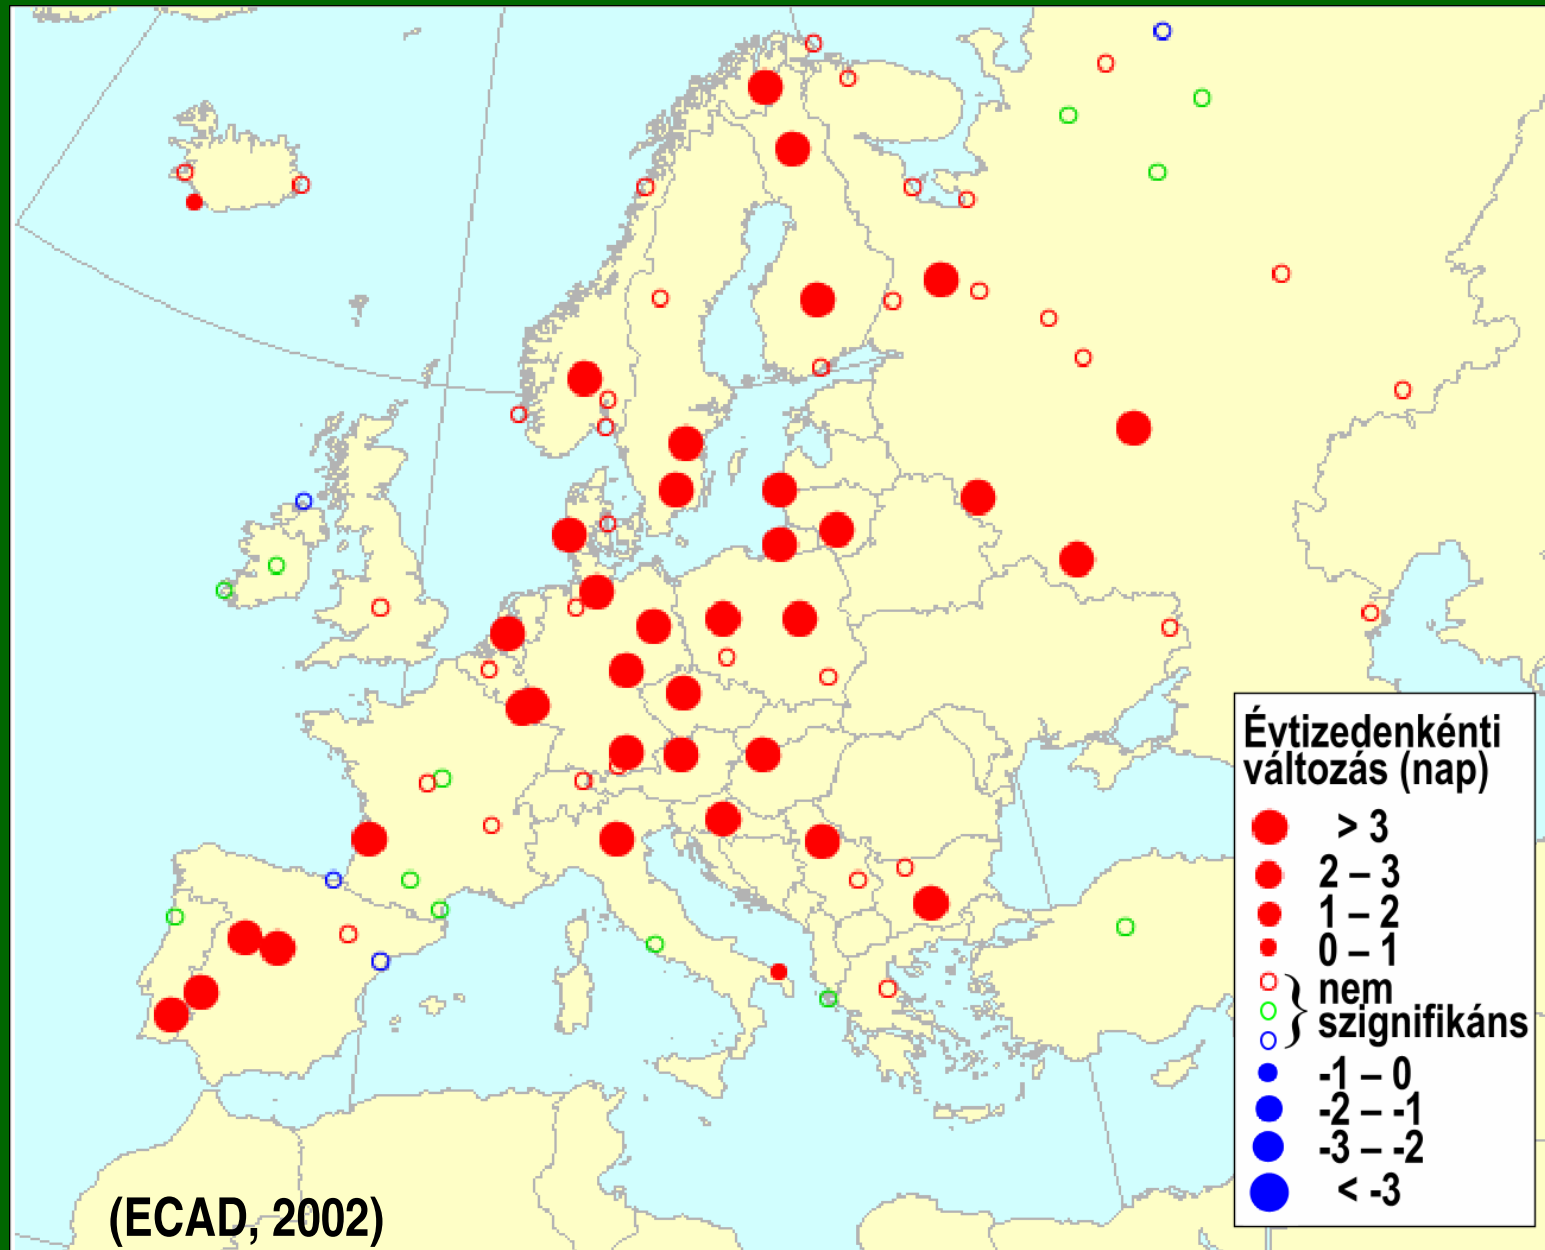 Évtizedenkénti
változás (nap)
> 3
2 – 3
1 – 2
0 – 1
nem
szignifikáns
-1 – 0
-2 – -1
-3 – -2
< -3
(ECAD, 2002)